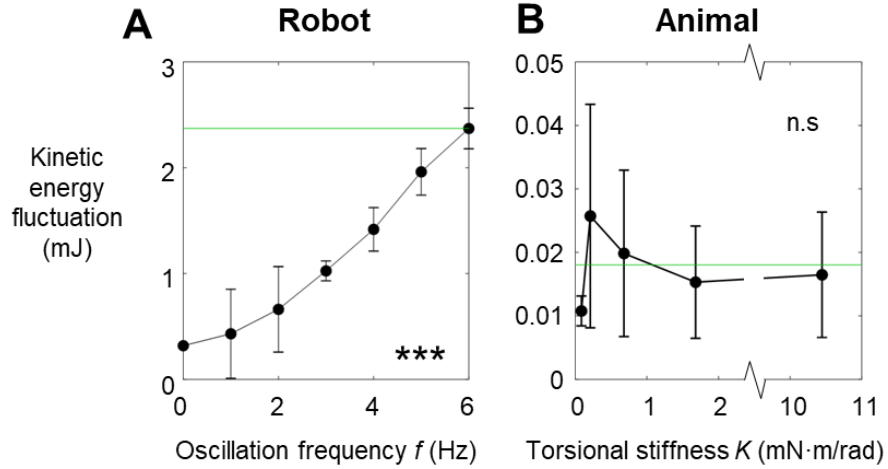 A
Robot
B
Animal
Kinetic
energy
fluctuation
(mJ)
3
2
1
0
0
2
4
6
***
Oscillation frequency f (Hz)
0.05
0.04
0.03
0.02
0.01
0
0
1
2
10
11
n.s
Torsional stiffness K (mN·m/rad)